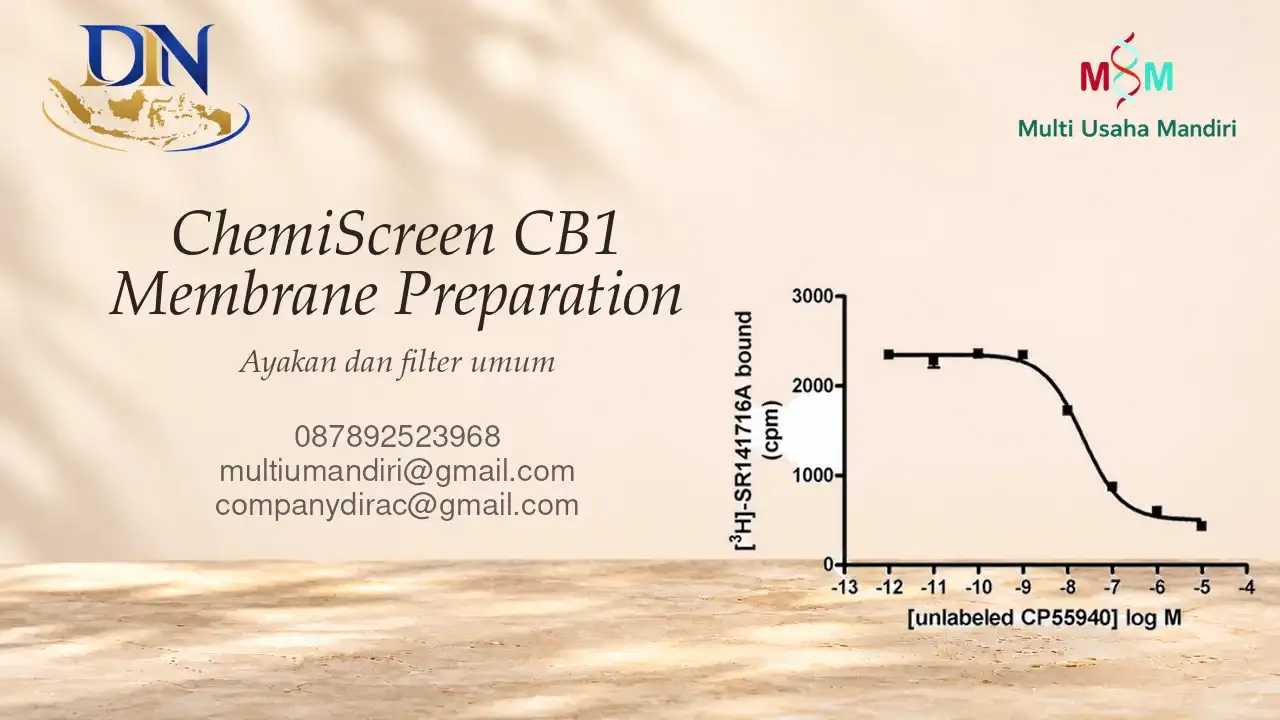 DIN
M M
Multi Usaha Mandiri
ChemiScreen CB1
Membrane Preparation
Ayakan dan filter umum
087892523968
multiumandiri@gmail.com
companydirac@gmail.com
[³H]-SR141716A bound
(cpm)
3000
2000
1000
0
-13 -12 -11 -10 -9 -8 -7 -6 -5 -4
[unlabeled CP55940] log M